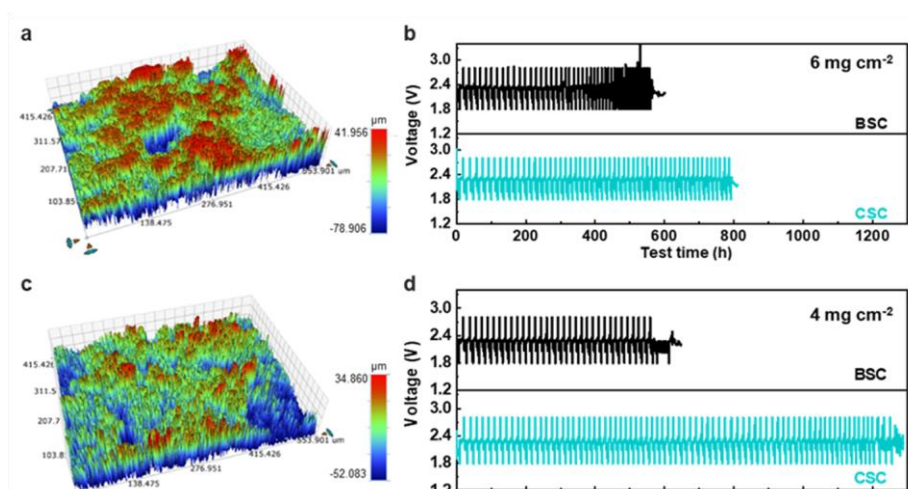 a
415.426
311.57
207.71
103.85
138.475
276.951
415.426
553.901 um
µm
41.956
-78.906
b
Voltage (V)
3.0
2.4
1.8
1.2
6 mg cm-2
BSC
3.0
2.4
1.8
1.2
CSC
0
200
400
600
800
1000
1200
Test time (h)
c
415.426
311.5
207.7
103.8
138.475
276.951
415.426
553.901 um
µm
34.860
-52.083
d
Voltage (V)
3.0
2.4
1.8
1.2
4 mg cm-2
BSC
3.0
2.4
1.8
CSC